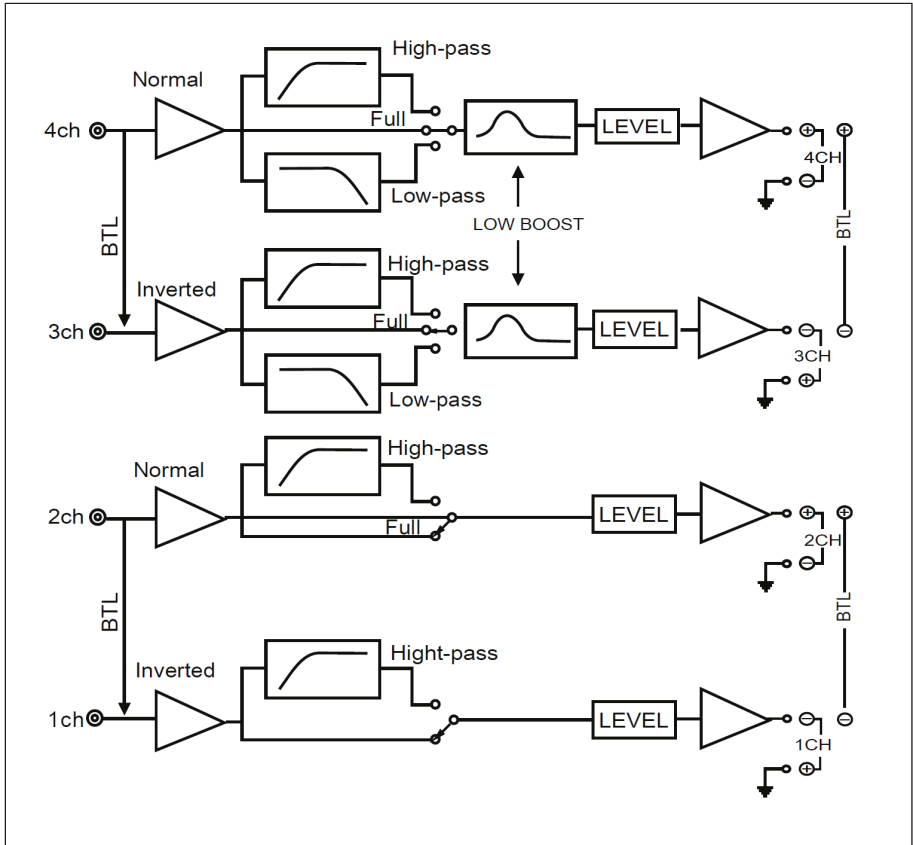 High-pass
Normal
4ch
Full
LEVEL
4CH
Low-pass
LOW BOOST
BTL
BTL
Inverted
High-pass
3ch
Full
LEVEL
3CH
Low-pass
High-pass
Normal
2ch
Full
LEVEL
2CH
BTL
BTL
Inverted
Hight-pass
1ch
LEVEL
1CH